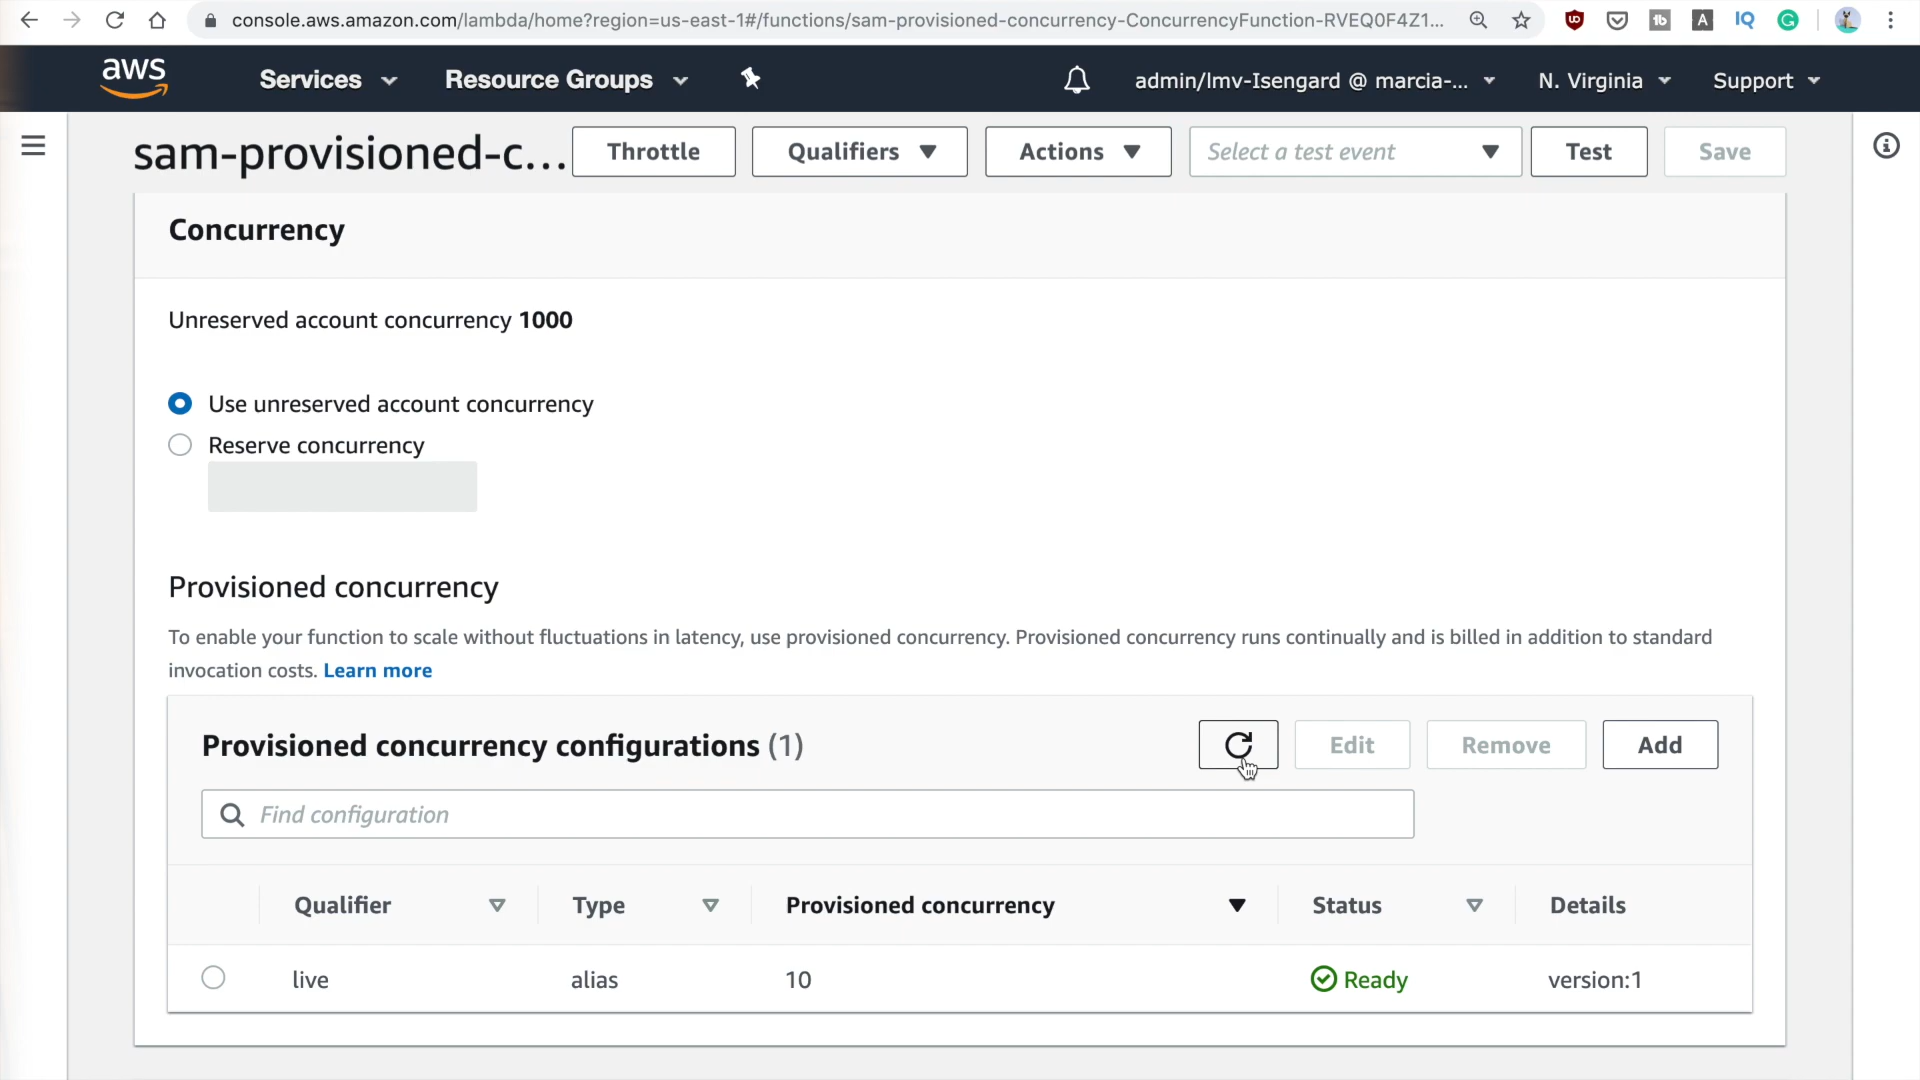 console.aws.amazon.com/lambda/home?region=us-east-1#/functions/sam-provisioned-concurrency-ConcurrencyFunction-RVEQ0F4Z1...
aws Services Resource Groups admin/lmv-Isengard @ marcia-... N. Virginia Support
sam-provisioned-c... Throttle Qualifiers Actions Select a test event Test Save
Concurrency
Unreserved account concurrency 1000
Use unreserved account concurrency
Reserve concurrency
Provisioned concurrency
To enable your function to scale without fluctuations in latency, use provisioned concurrency. Provisioned concurrency runs continually and is billed in addition to standard
invocation costs. Learn more
Provisioned concurrency configurations (1) Edit Remove Add
Find configuration
Qualifier Type Provisioned concurrency Status Details
live alias 10 Ready version:1